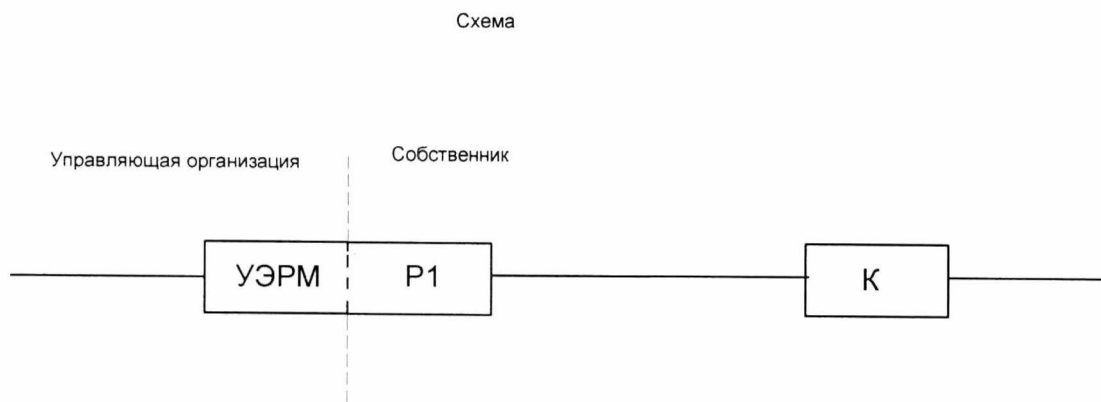 Схема
Управляющая организация
Собственник
УЭРМ
Р1
К